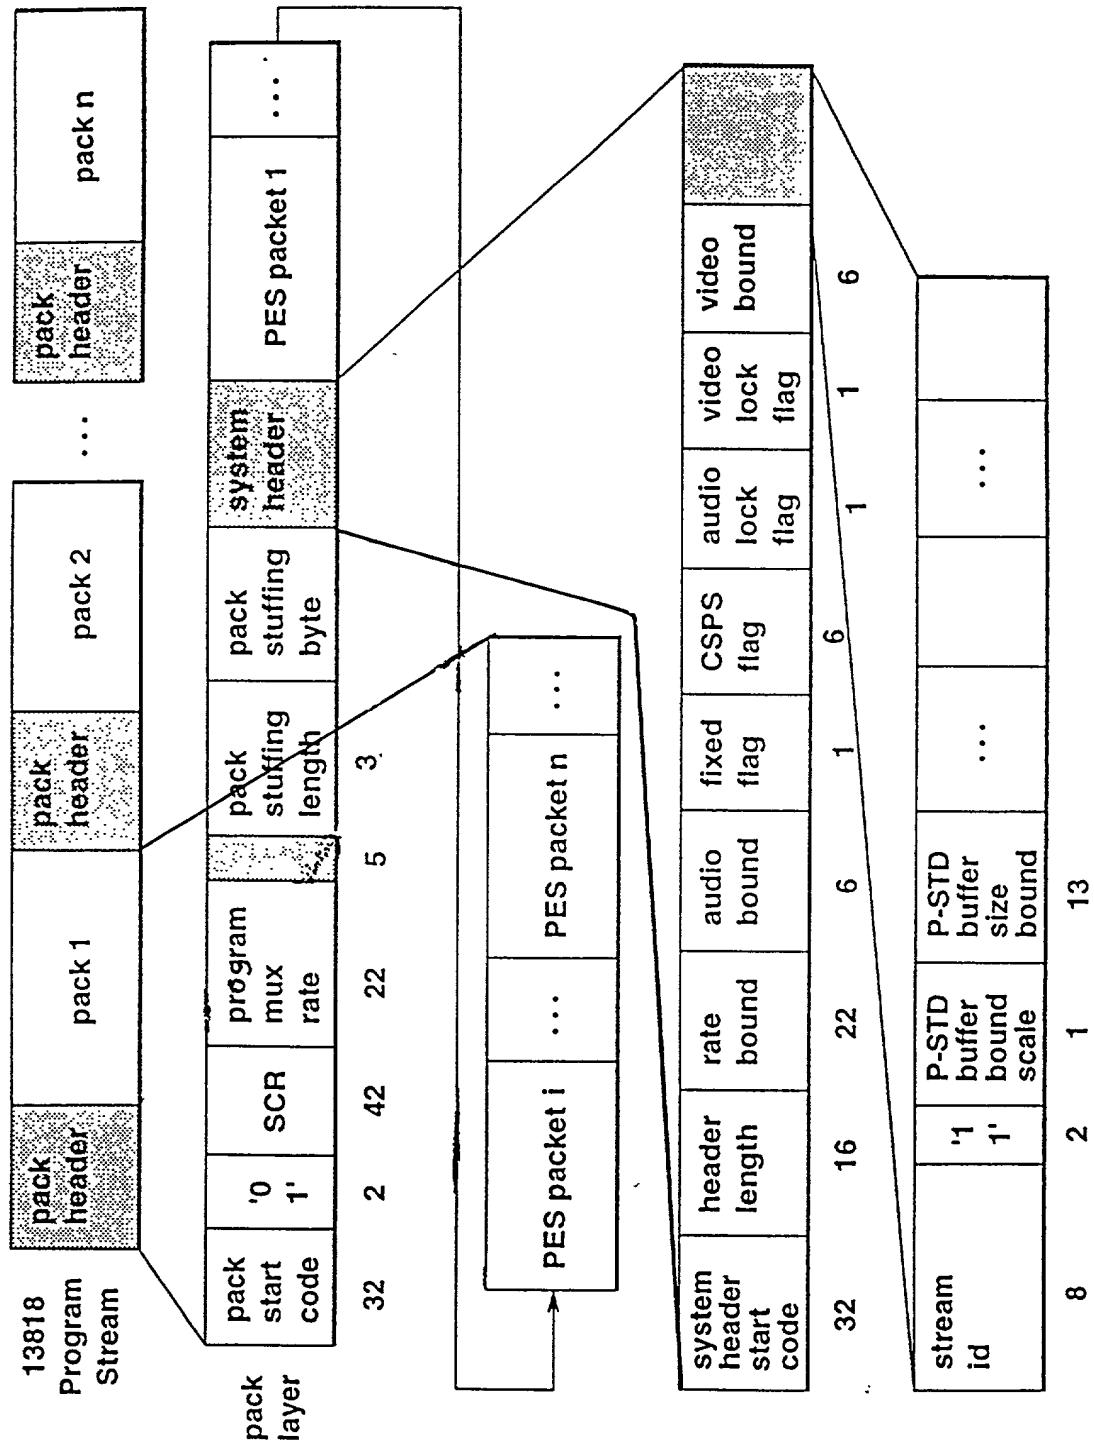 13818
Program
Stream
pack
header
pack 1
pack
header
pack 2
...
pack
header
pack n
pack
layer
pack
start
code
'0
1'
SCR
program
mux
rate
pack
stuffing
length
pack
stuffing
byte
system
header
PES packet 1
...
32
2
42
22
5
3
PES packet i
...
PES packet n
...
system
header
start
code
header
length
rate
bound
audio
bound
fixed
flag
CSPS
flag
audio
lock
flag
video
lock
flag
video
bound
32
16
22
6
1
6
1
1
6
stream
id
'1
1'
P-STD
buffer
bound
scale
P-STD
buffer
size
bound
...
...
8
2
1
13